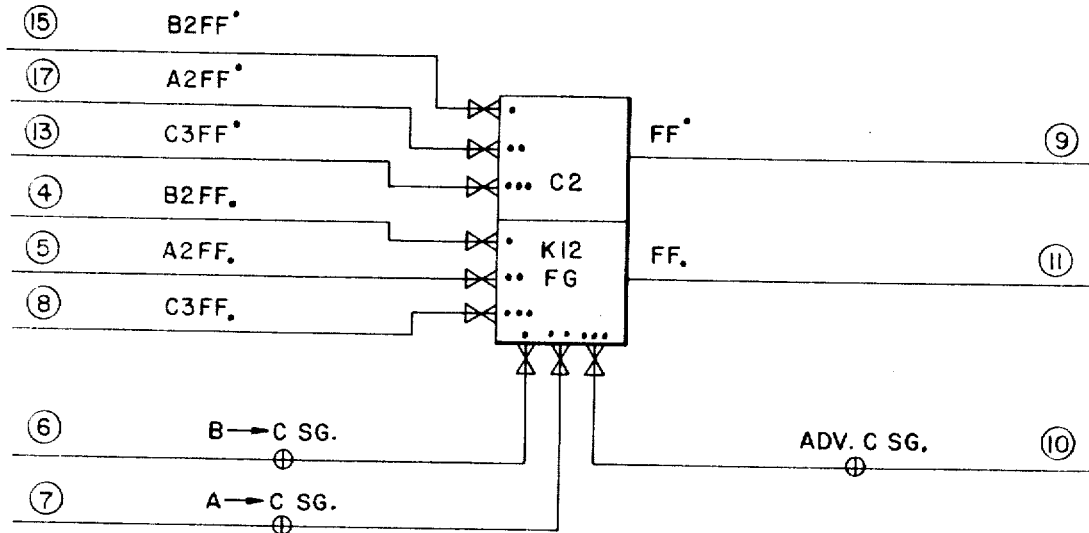 15 B2FF•
17 A2FF•
13 C3FF•
4 B2FF.
5 A2FF.
8 C3FF.
C2
K12
FG
FF•
9
FF.
11
6 B→C SG.
7 A→C SG.
ADV. C SG. 10